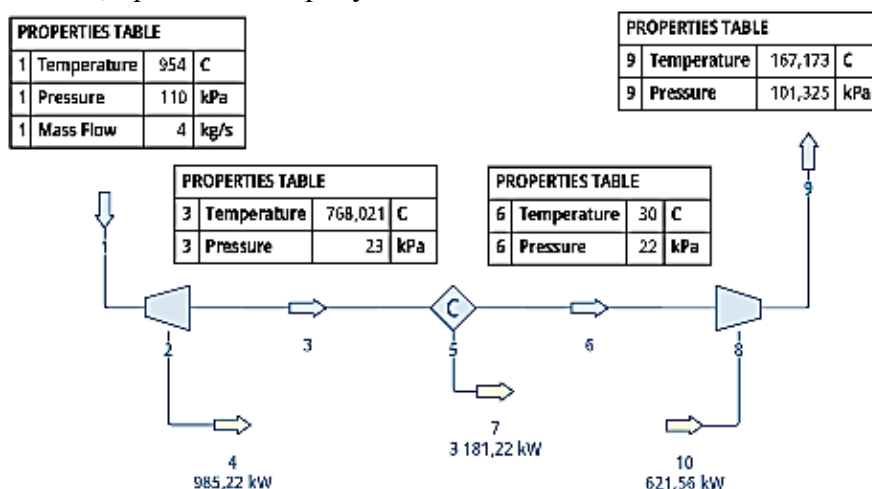 PROPERTIES TABLE
1 Temperature 954 C
1 Pressure 110 kPa
1 Mass Flow 4 kg/s
PROPERTIES TABLE
9 Temperature 167,173 C
9 Pressure 101,325 kPa
PROPERTIES TABLE
3 Temperature 768,021 C
3 Pressure 23 kPa
PROPERTIES TABLE
6 Temperature 30 C
6 Pressure 22 kPa
1
9
C
2
3
5
6
8
4
985,22 kW
7
3 181,22 kW
10
621,56 kW